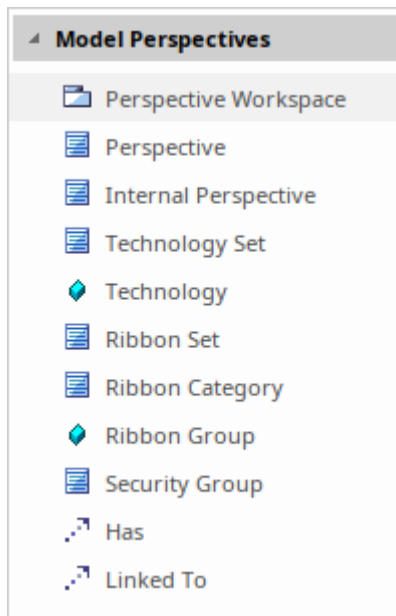 Model Perspectives
Perspective Workspace
Perspective
Internal Perspective
Technology Set
Technology
Ribbon Set
Ribbon Category
Ribbon Group
Security Group
Has
Linked To